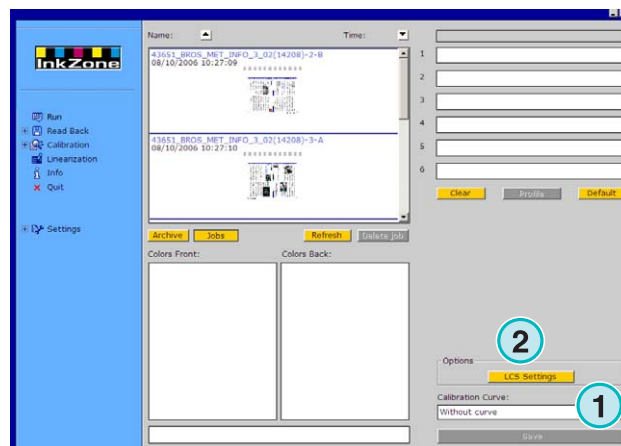 InkZone
Run
Read Back
Calibration
Linearization
Info
Quit
Settings
Name: Time:
43651_BROS_MET_INFO_3_02(14208)-2-B
08/10/2006 10:27:09
43651_BROS_MET_INFO_3_02(14208)-3-A
08/10/2006 10:27:10
Archive Jobs Refresh Delete job
Colors Front: Colors Back:
1
2
3
4
5
6
Clear Profile Default
2
Options
LCS Settings
Calibration Curve:
1
Without curve
Save